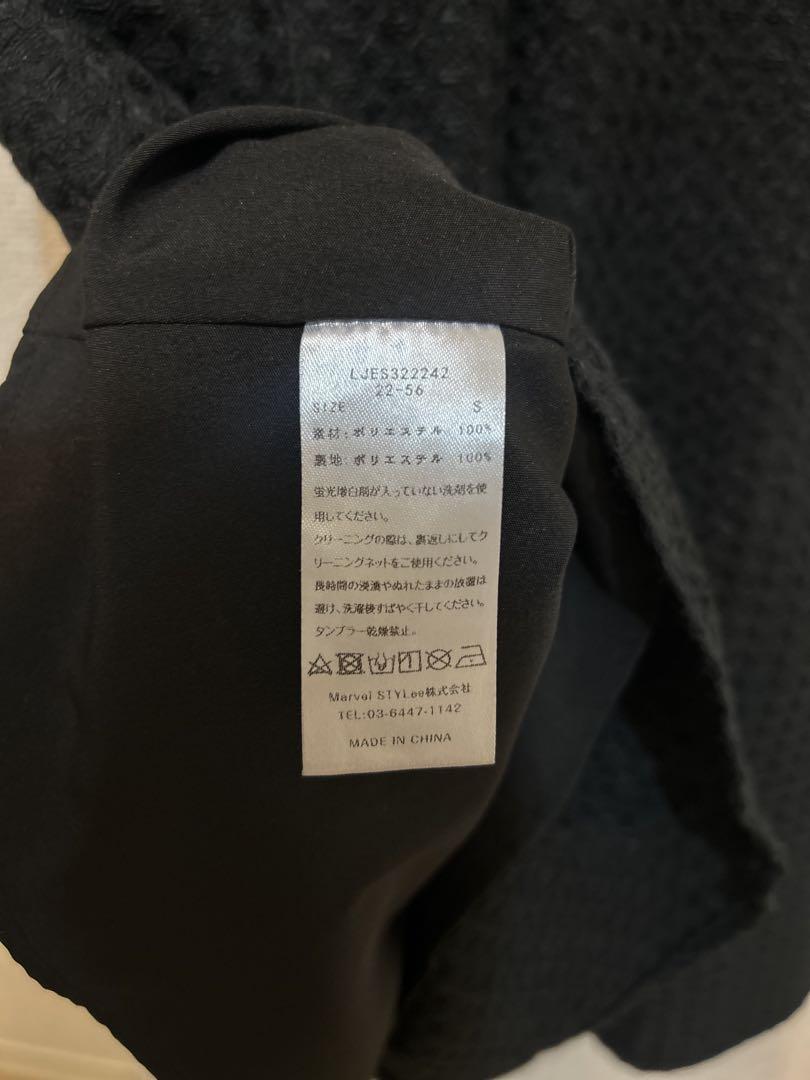 LJES322242
22-56
SIZE S
素材: ポリエステル 100%
裏地: ポリエステル 100%
蛍光増白剤が入っていない洗剤を使
用してください。
クリーニングの際は、裏返しにしてク
リーニングネットをご使用ください。
長時間の浸漬やぬれたままの放置は
避け、洗濯後すばやく干してください。
タンブラー乾燥禁止。
Marvel STYLee株式会社
TEL:03-6447-1142
MADE IN CHINA